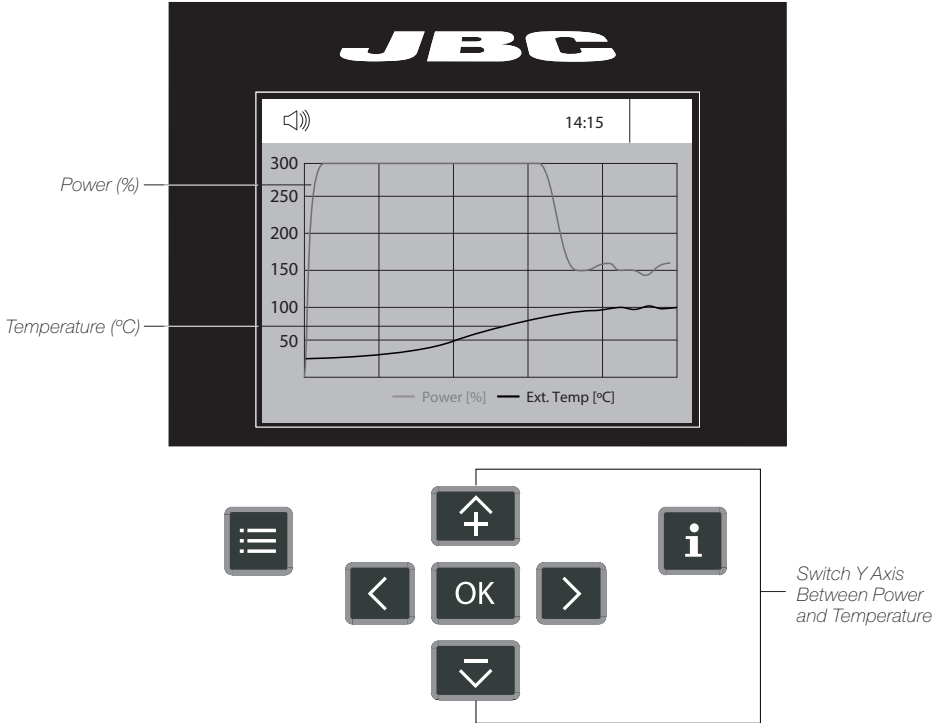 JBC
14:15
300
Power (%)
250
200
150
100
Temperature (ºC)
50
Power [%] Ext. Temp [ºC]
i
OK
Switch Y Axis
Between Power
and Temperature